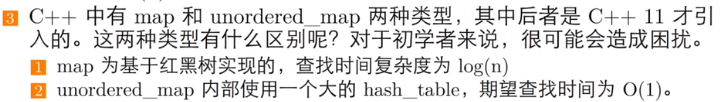 3 C++ 中有 map 和 unordered_map 两种类型，其中后者是 C++ 11 才引
入的。这两种类型有什么区别呢？对于初学者来说，很可能会造成困扰。
1 map 为基于红黑树实现的，查找时间复杂度为 log(n)
2 unordered_map 内部使用一个大的 hash_table，期望查找时间为 O(1)。